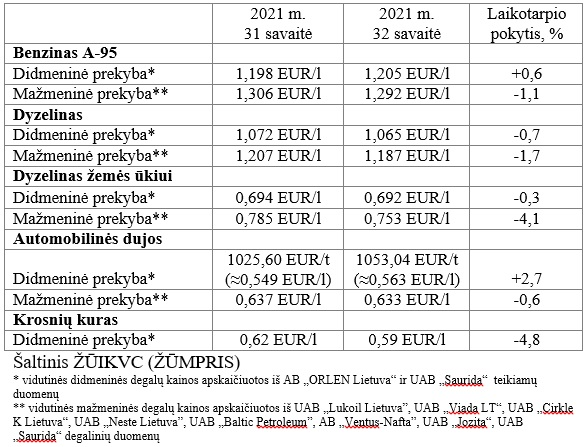 2021 m. 2021 m. Laikotarpio
31 savaitė 32 savaitė pokytis, %
Benzinas A-95
Didmeninė prekyba* 1,198 EUR/l 1,205 EUR/l +0,6
Mažmeninė prekyba** 1,306 EUR/l 1,292 EUR/l -1,1
Dyzelinas
Didmeninė prekyba* 1,072 EUR/l 1,065 EUR/l -0,7
Mažmeninė prekyba** 1,207 EUR/l 1,187 EUR/l -1,7
Dyzelinas žemės ūkiui
Didmeninė prekyba* 0,694 EUR/l 0,692 EUR/l -0,3
Mažmeninė prekyba** 0,785 EUR/l 0,753 EUR/l -4,1
Automobilinės dujos
1025,60 EUR/t 1053,04 EUR/t
Didmeninė prekyba* (≈0,549 EUR/l) (≈0,563 EUR/l) +2,7
Mažmeninė prekyba** 0,637 EUR/l 0,633 EUR/l -0,6
Krosnių kuras
Didmeninė prekyba* 0,62 EUR/l 0,59 EUR/l -4,8
Šaltinis ŽŪIKVC (ŽŪMPRIS)
* vidutinės didmeninės degalų kainos apskaičiuotos iš AB „ORLEN Lietuva“ ir UAB „Saurida“ teikiamų
duomenų
** vidutinės mažmeninės degalų kainos apskaičiuotos iš UAB „Lukoil Lietuva”, UAB „Viada LT“, UAB „Cirkle
K Lietuva“, UAB „Neste Lietuva”, UAB „Baltic Petroleum”, AB „Ventus-Nafta”, UAB „Jozita“, UAB
„Saurida“ degalinių duomenų